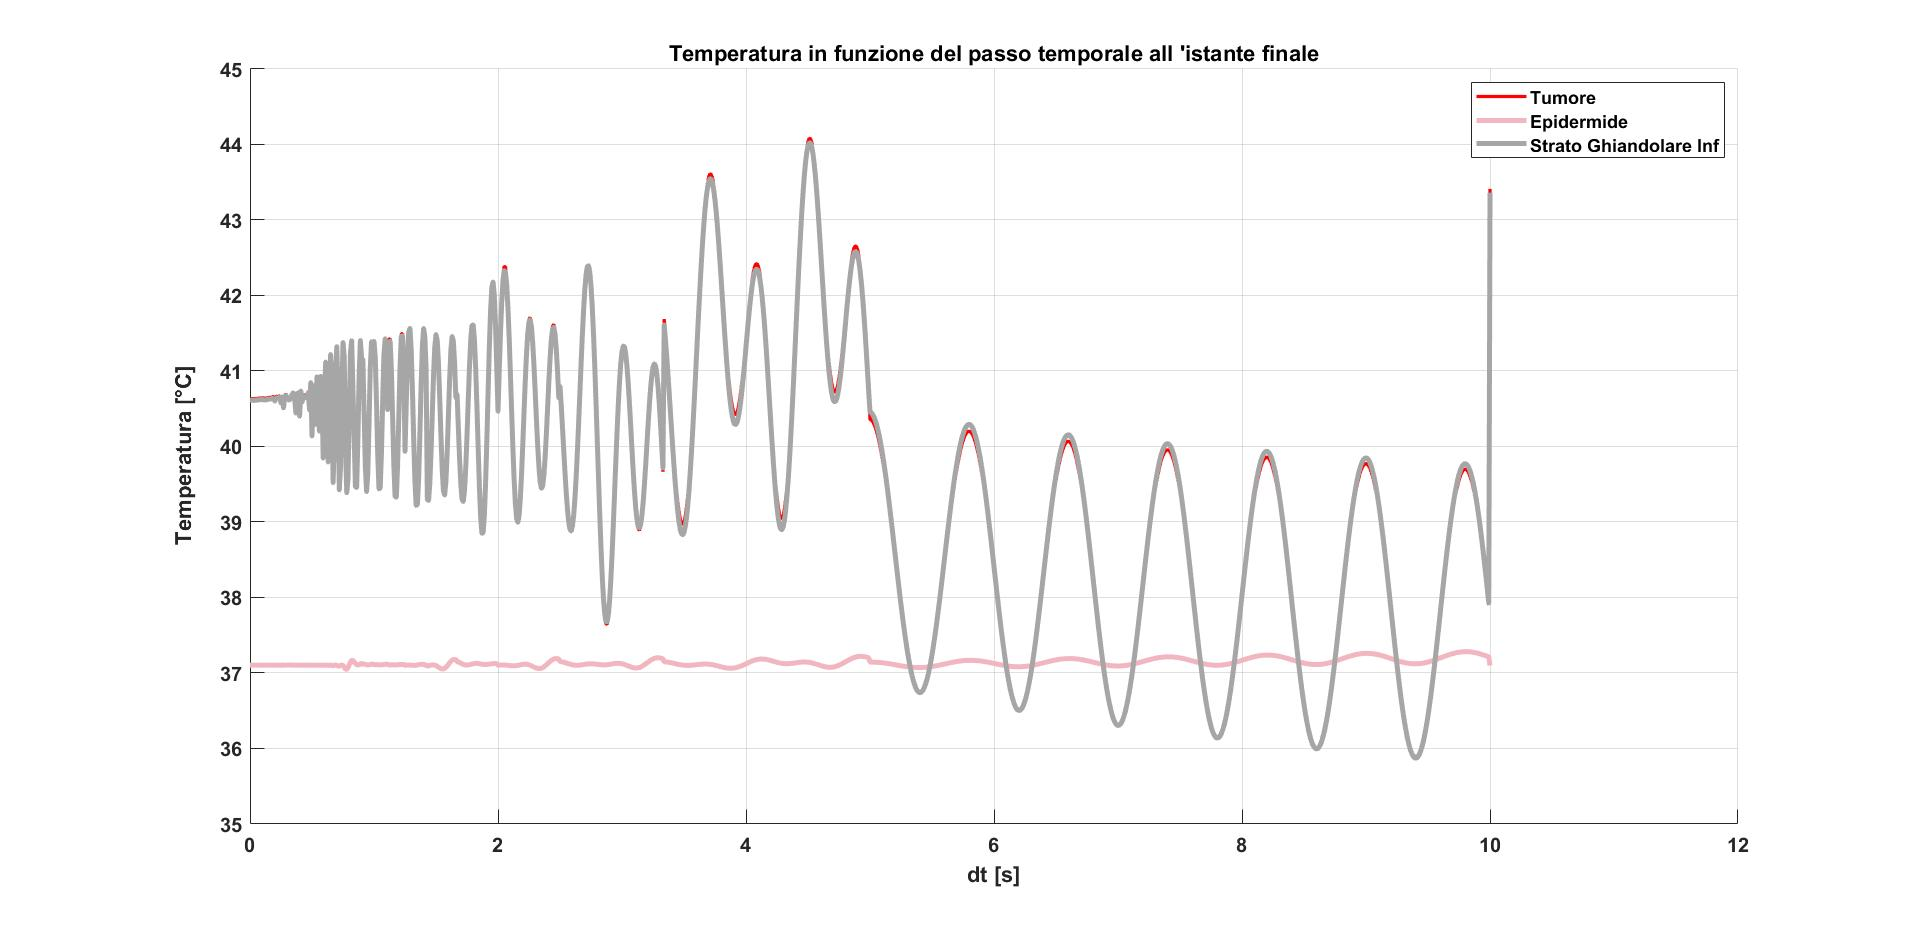 Temperatura in funzione del passo temporale all 'istante finale
45
44
43
42
41
40
39
38
37
36
35
Temperatura [°C]
Tumore
Epidermide
Strato Ghiandolare Inf
0 2 4 6 8 10 12
dt [s]